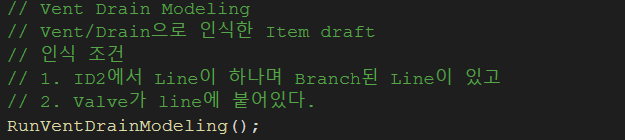 // Vent Drain Modeling
// Vent/Drain으로 인식한 Item draft
// 인식 조건
// 1. ID2에서 Line이 하나며 Branch된 Line이 있고
// 2. Valve가 line에 붙어있다.
RunVentDrainModeling();